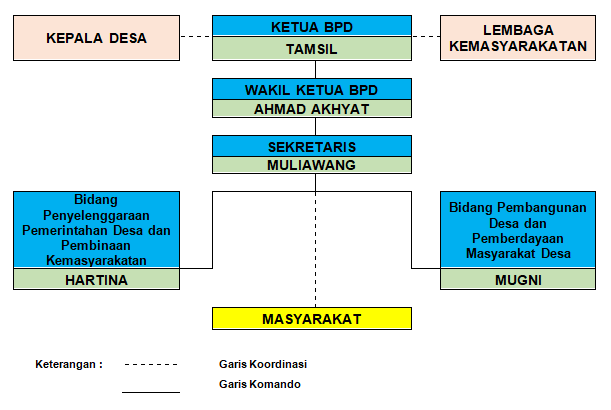 KEPALA DESA
KETUA BPD
TAMSIL
LEMBAGA
KEMASYARAKATAN
WAKIL KETUA BPD
AHMAD AKHYAT
SEKRETARIS
MULIAWANG
Bidang
Penyelenggaraan
Pemerintahan Desa dan
Pembinaan
Kemasyarakatan
HARTINA
Bidang Pembangunan
Desa dan
Pemberdayaan
Masyarakat Desa
MUGNI
MASYARAKAT
Keterangan :
Garis Koordinasi
Garis Komando